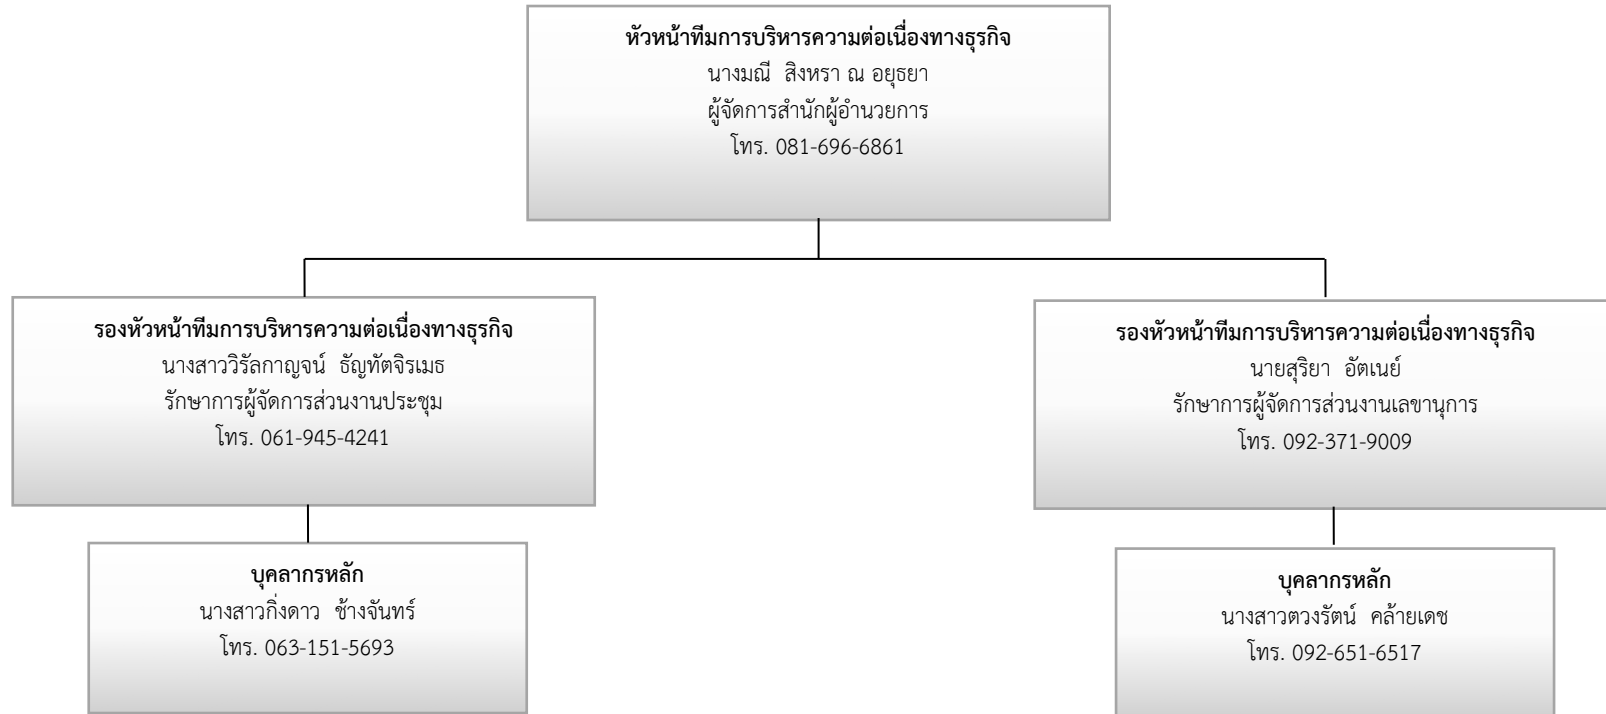 หัวหน้าทีมการบริหารความต่อเนื่องทางธุรกิจ
นางมณี สิงหรา ณ อยุธยา
ผู้จัดการสำนักผู้อำนวยการ
โทร. 081-696-6861
รองหัวหน้าทีมการบริหารความต่อเนื่องทางธุรกิจ
นางสาววิรัลกาญจน์ ธัญทัตจิรเมธ
รักษาการผู้จัดการส่วนงานประชุม
โทร. 061-945-4241
รองหัวหน้าทีมการบริหารความต่อเนื่องทางธุรกิจ
นายสุริยา อัตเนย์
รักษาการผู้จัดการส่วนงานเลขานุการ
โทร. 092-371-9009
บุคลากรหลัก
นางสาวกิ่งดาว ช้างจันทร์
โทร. 063-151-5693
บุคลากรหลัก
นางสาวตวงรัตน์ คล้ายเดช
โทร. 092-651-6517